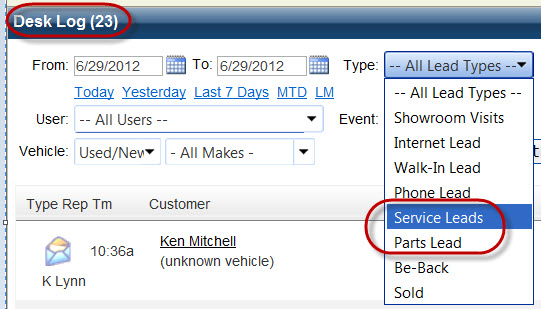 Desk Log (23)
From: 6/29/2012 To: 6/29/2012 Type: -- All Lead Types --
Today Yesterday Last 7 Days MTD LM
-- All Lead Types --
Showroom Visits
Internet Lead
Walk-In Lead
Phone Lead
Service Leads
Parts Lead
Be-Back
Sold
User: -- All Users -- Event:
Vehicle: Used/New - All Makes -
Type Rep Tm Customer
10:36a Ken Mitchell
(unknown vehicle)
K Lynn